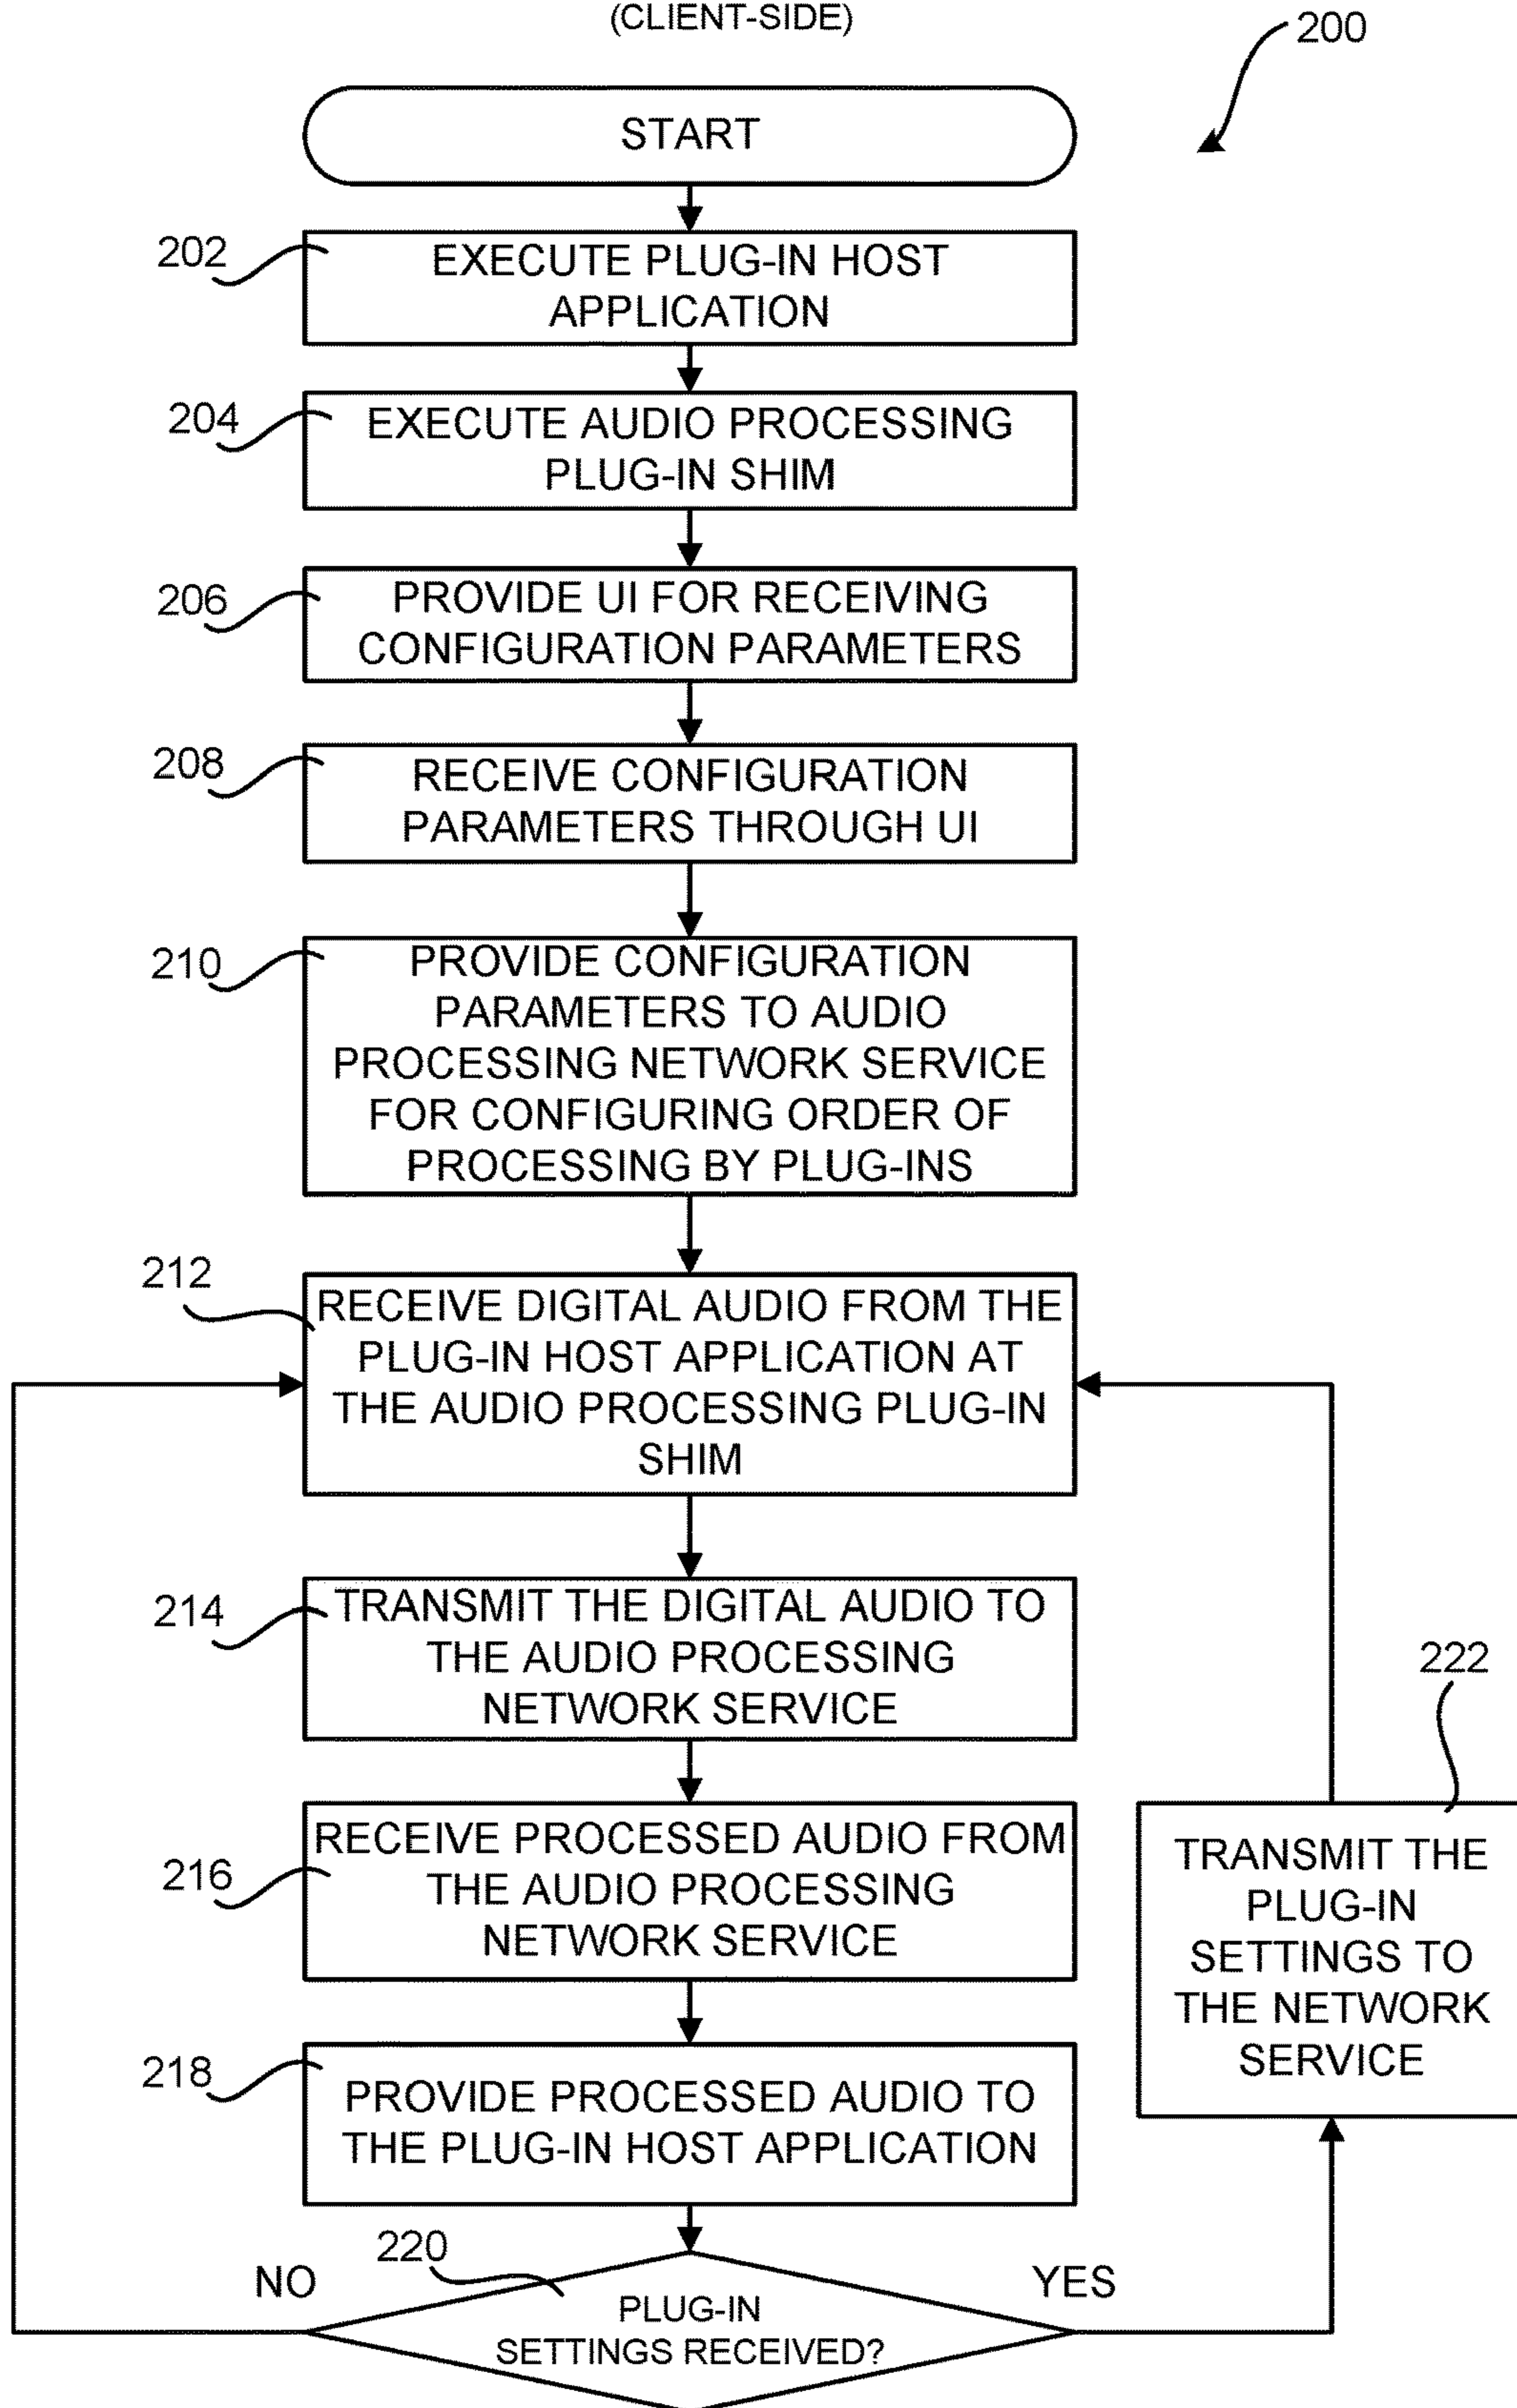 (CLIENT-SIDE)
200
START
202
EXECUTE PLUG-IN HOST
APPLICATION
204
EXECUTE AUDIO PROCESSING
PLUG-IN SHIM
206
PROVIDE UI FOR RECEIVING
CONFIGURATION PARAMETERS
208
RECEIVE CONFIGURATION
PARAMETERS THROUGH UI
210
PROVIDE CONFIGURATION
PARAMETERS TO AUDIO
PROCESSING NETWORK SERVICE
FOR CONFIGURING ORDER OF
PROCESSING BY PLUG-INS
212
RECEIVE DIGITAL AUDIO FROM THE
PLUG-IN HOST APPLICATION AT
THE AUDIO PROCESSING PLUG-IN
SHIM
214
TRANSMIT THE DIGITAL AUDIO TO
THE AUDIO PROCESSING
NETWORK SERVICE
216
RECEIVE PROCESSED AUDIO FROM
THE AUDIO PROCESSING
NETWORK SERVICE
218
PROVIDE PROCESSED AUDIO TO
THE PLUG-IN HOST APPLICATION
220
NO
YES
PLUG-IN
SETTINGS RECEIVED?
222
TRANSMIT THE
PLUG-IN
SETTINGS TO
THE NETWORK
SERVICE